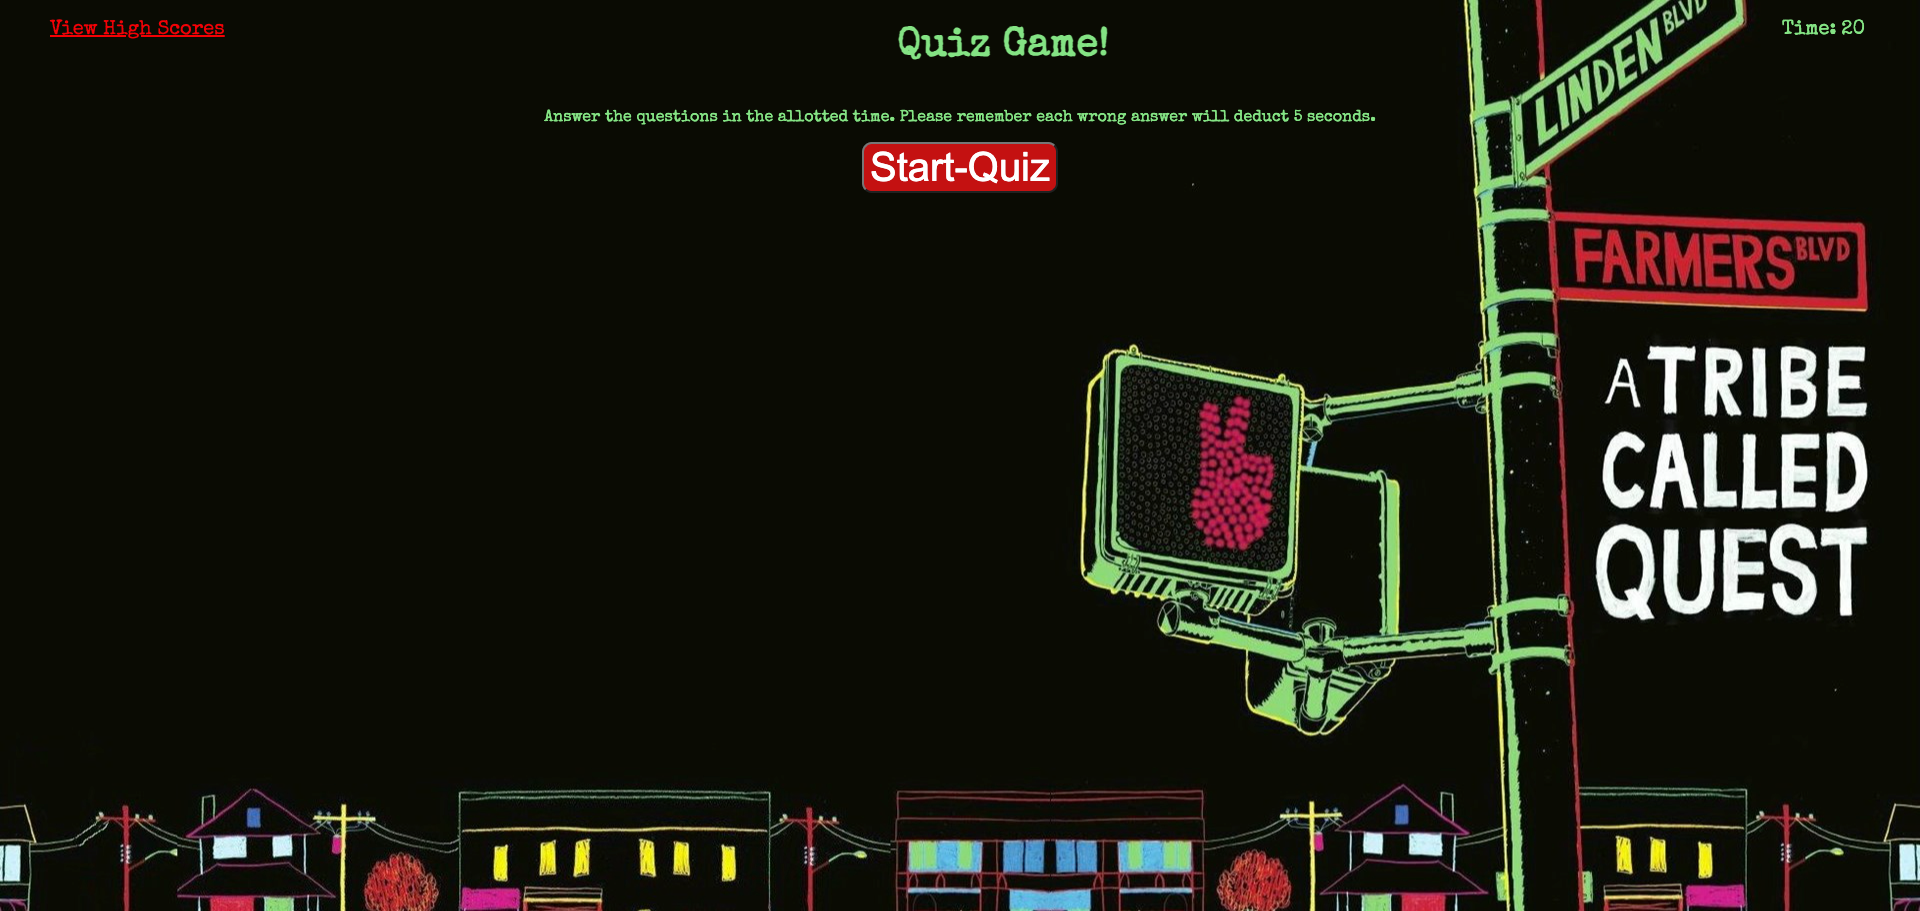 View High Scores
Quiz Game!
Time: 20
Answer the questions in the allotted time. Please remember each wrong answer will deduct 5 seconds.
Start-Quiz
LINDEN BLVD
FARMERS BLVD
A TRIBE
CALLED
QUEST